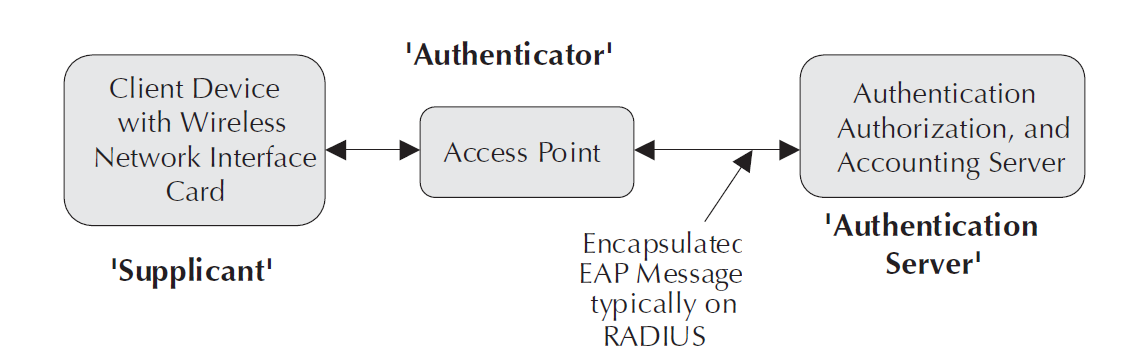 'Authenticator'
Client Device
with Wireless
Network Interface
Card
'Supplicant'
Access Point
Encapsulated
EAP Message
typically on
RADIUS
Authentication
Authorization, and
Accounting Server
'Authentication
Server'